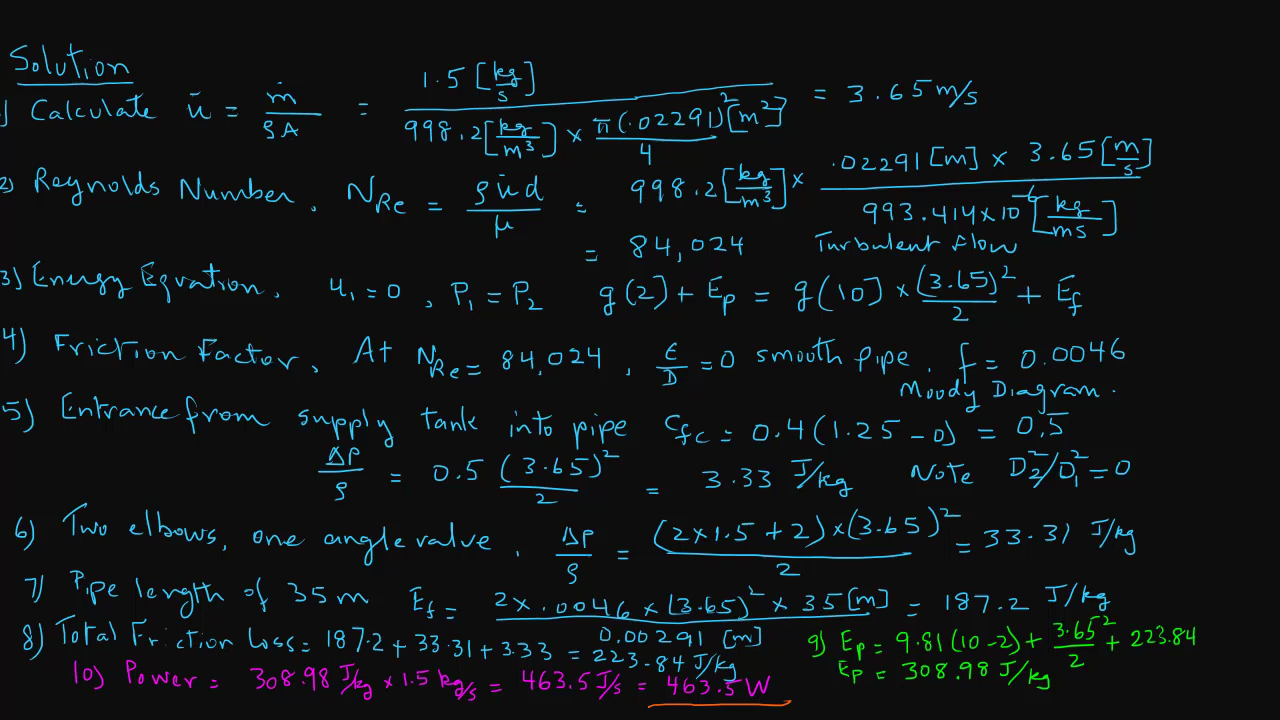 Solution
1) Calculate ū = ṁ/ρA = 1.5 [kg/s] / 998.2 [kg/m³] × π(.02291)²[m²]/4 = 3.65 m/s
2) Reynolds Number, N_Re = ρūd/μ = 998.2 [kg/m³] × .02291 [m] × 3.65 [m/s] / 993.414×10⁻⁶ [kg/ms]
= 84,024 Turbulent flow
3) Energy Equation, u₁=0, P₁=P₂ g(2)+E_p = g(10) × (3.65)²/2 + E_f
4) Friction Factor, At N_Re = 84,024, ε/D = 0 smooth pipe, f = 0.0046
Moody Diagram.
5) Entrance from supply tank into pipe C_fc = 0.4(1.25-0) = 0.5
ΔP/ρ = 0.5 (3.65)²/2 = 3.33 J/kg Note D₂²/D₁² = 0
6) Two elbows, one angle valve, ΔP/ρ = (2×1.5+2)×(3.65)²/2 = 33.31 J/kg
7) Pipe length of 35m E_f = 2×.0046×(3.65)²×35[m] / 0.00291 [m] = 187.2 J/kg
8) Total Friction Loss = 187.2 + 33.31 + 3.33 = 223.84 J/kg
9) E_p = 9.81(10-2) + 3.65²/2 + 223.84
E_p = 308.98 J/kg
10) Power = 308.98 J/kg × 1.5 kg/s = 463.5 J/s = 463.5 W